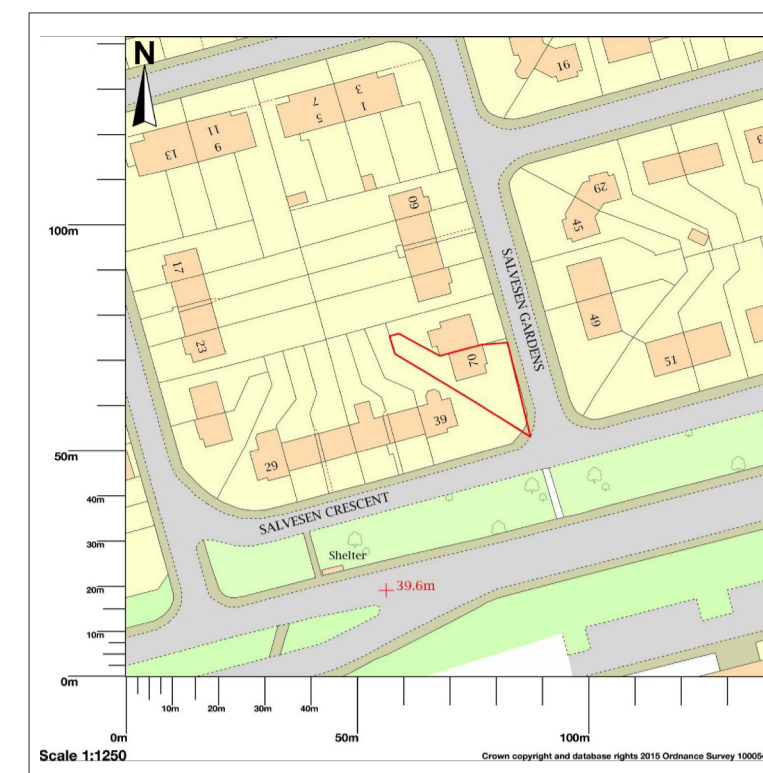 N
16
7
5
3
1
13
11
9
60
29
45
100m
17
SALVESEN GARDENS
49
23
70
51
39
29
50m
40m
SALVESEN CRESCENT
30m
Shelter
20m
39.6m
10m
0m
10m
20m
30m
40m
0m
50m
100m
Scale 1:1250
Crown copyright and database rights 2015 Ordnance Survey